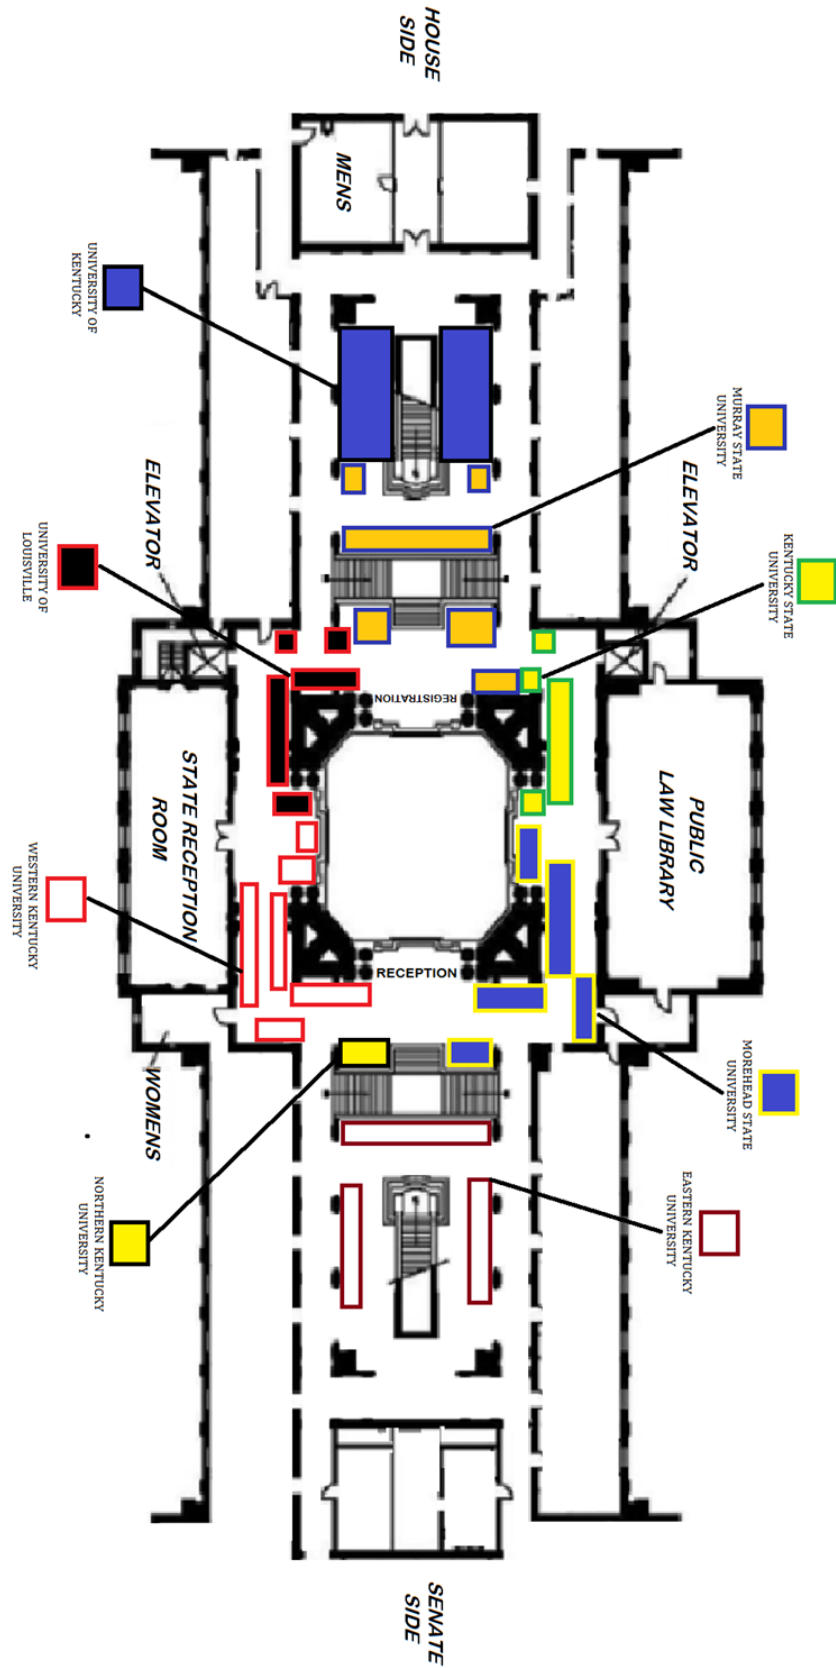 HOUSE
SIDE
MENS
UNIVERSITY OF
KENTUCKY
MURRAY STATE
UNIVERSITY
ELEVATOR
ELEVATOR
KENTUCKY STATE
UNIVERSITY
UNIVERSITY OF
LOUISVILLE
REGISTRATION
STATE RECEPTION
ROOM
PUBLIC
LAW LIBRARY
WESTERN KENTUCKY
UNIVERSITY
RECEPTION
WOMENS
MOREHEAD STATE
UNIVERSITY
NORTHERN KENTUCKY
UNIVERSITY
EASTERN KENTUCKY
UNIVERSITY
SENATE
SIDE